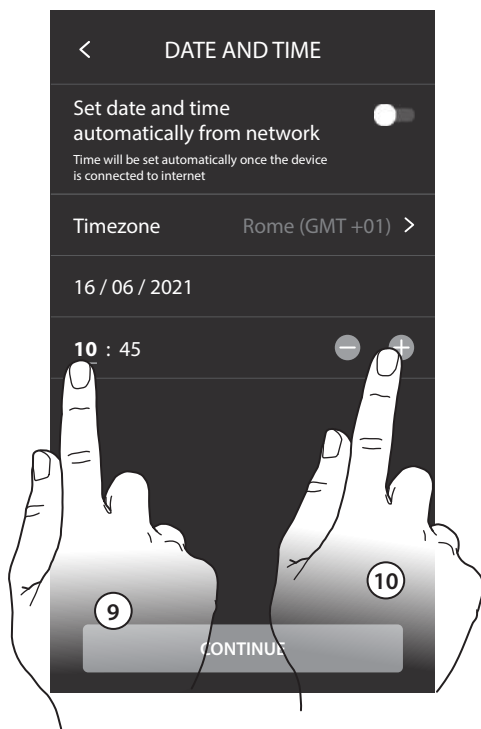 DATE AND TIME
Set date and time
automatically from network
Time will be set automatically once the device
is connected to internet
Timezone Rome (GMT +01)
16 / 06 / 2021
10 : 45
10
9
CONTINUE